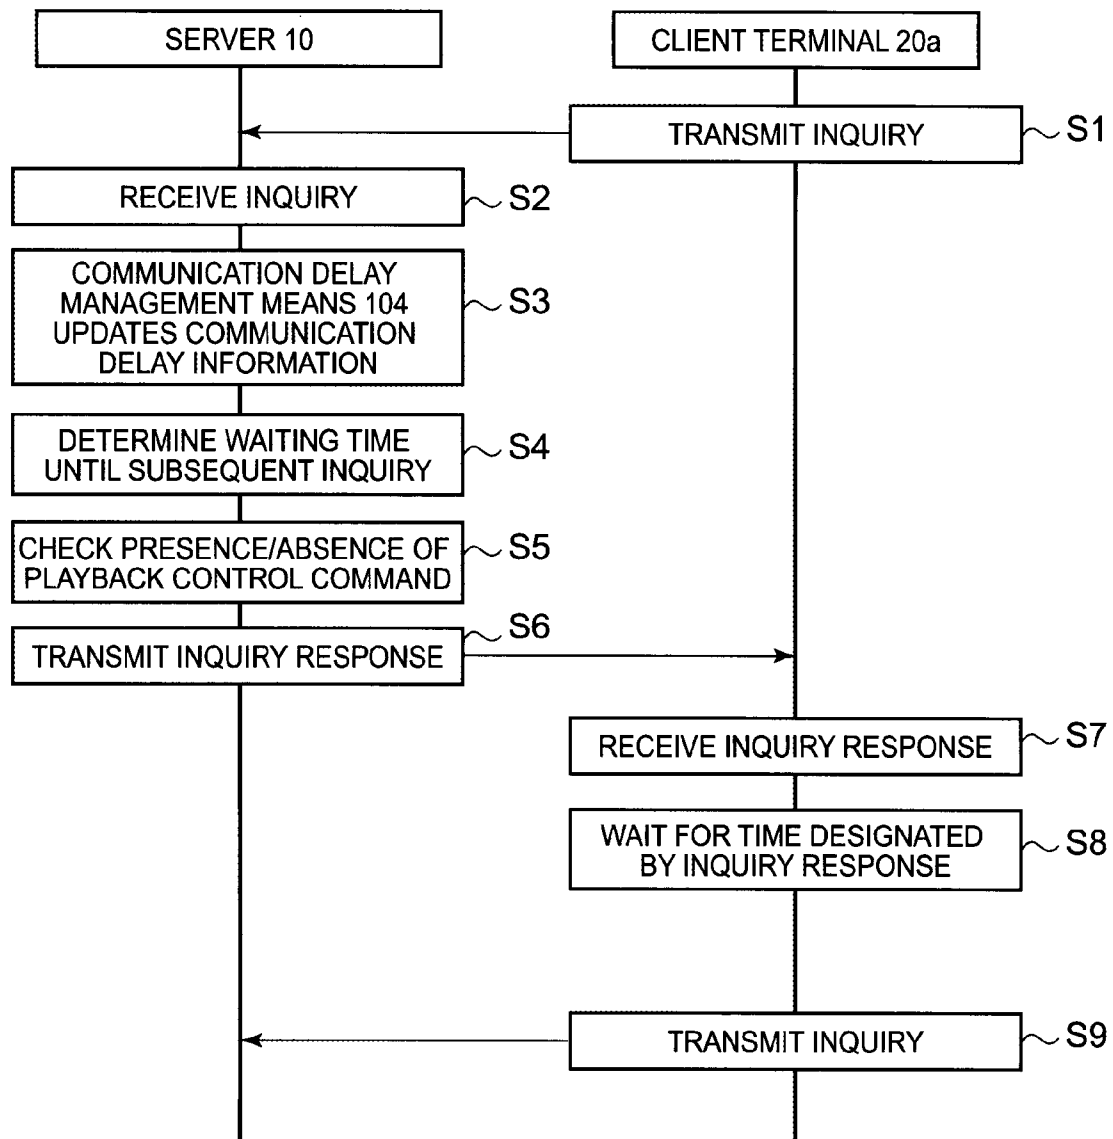 SERVER 10
CLIENT TERMINAL 20a
TRANSMIT INQUIRY
S1
RECEIVE INQUIRY
S2
COMMUNICATION DELAY
MANAGEMENT MEANS 104
UPDATES COMMUNICATION
DELAY INFORMATION
S3
DETERMINE WAITING TIME
UNTIL SUBSEQUENT INQUIRY
S4
CHECK PRESENCE/ABSENCE OF
PLAYBACK CONTROL COMMAND
S5
TRANSMIT INQUIRY RESPONSE
S6
RECEIVE INQUIRY RESPONSE
S7
WAIT FOR TIME DESIGNATED
BY INQUIRY RESPONSE
S8
TRANSMIT INQUIRY
S9